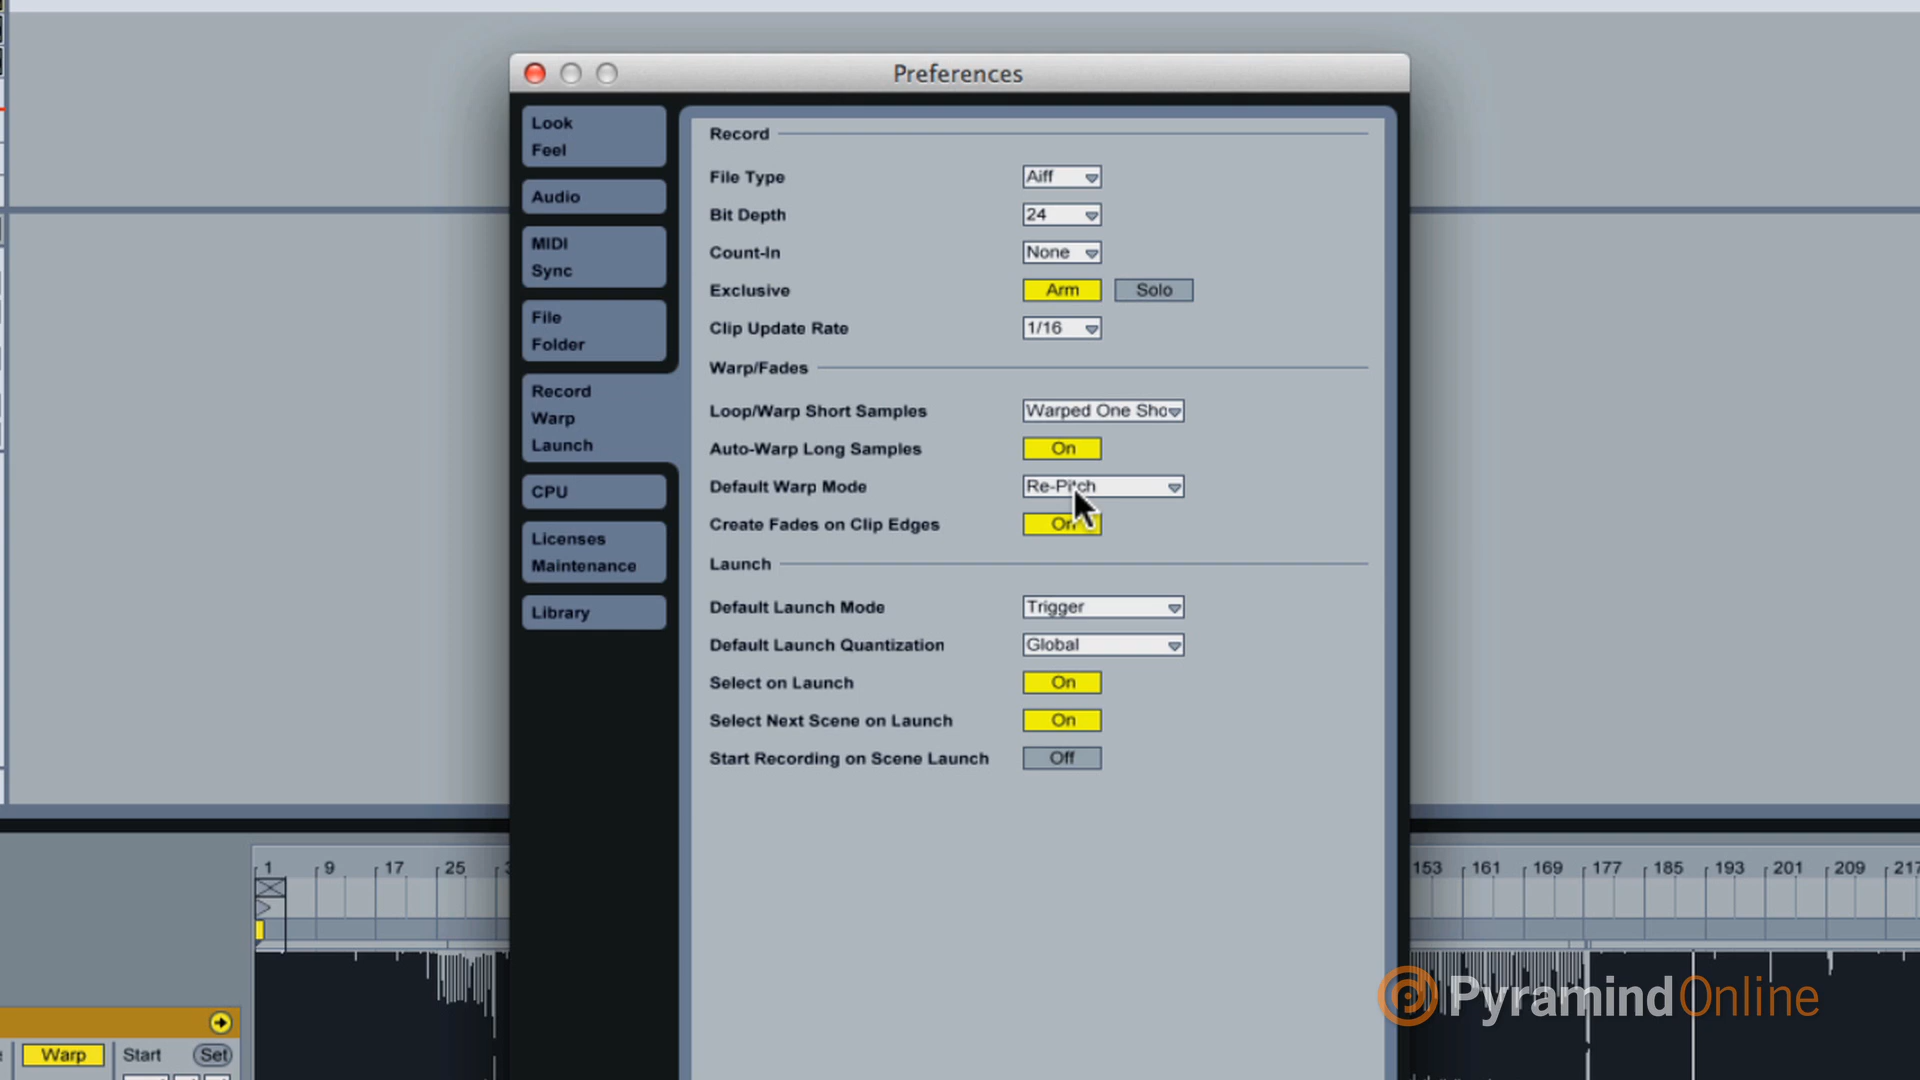 Preferences
Look
Feel
Audio
MIDI
Sync
File
Folder
Record
Warp
Launch
CPU
Licenses
Maintenance
Library
Record
File Type Aiff
Bit Depth 24
Count-In None
Exclusive Arm Solo
Clip Update Rate 1/16
Warp/Fades
Loop/Warp Short Samples Warped One Sho
Auto-Warp Long Samples On
Default Warp Mode Re-Pitch
Create Fades on Clip Edges On
Launch
Default Launch Mode Trigger
Default Launch Quantization Global
Select on Launch On
Select Next Scene on Launch On
Start Recording on Scene Launch Off
1 9 17 25 153 161 169 177 185 193 201 209 217
PyramindOnline
Warp Start Set